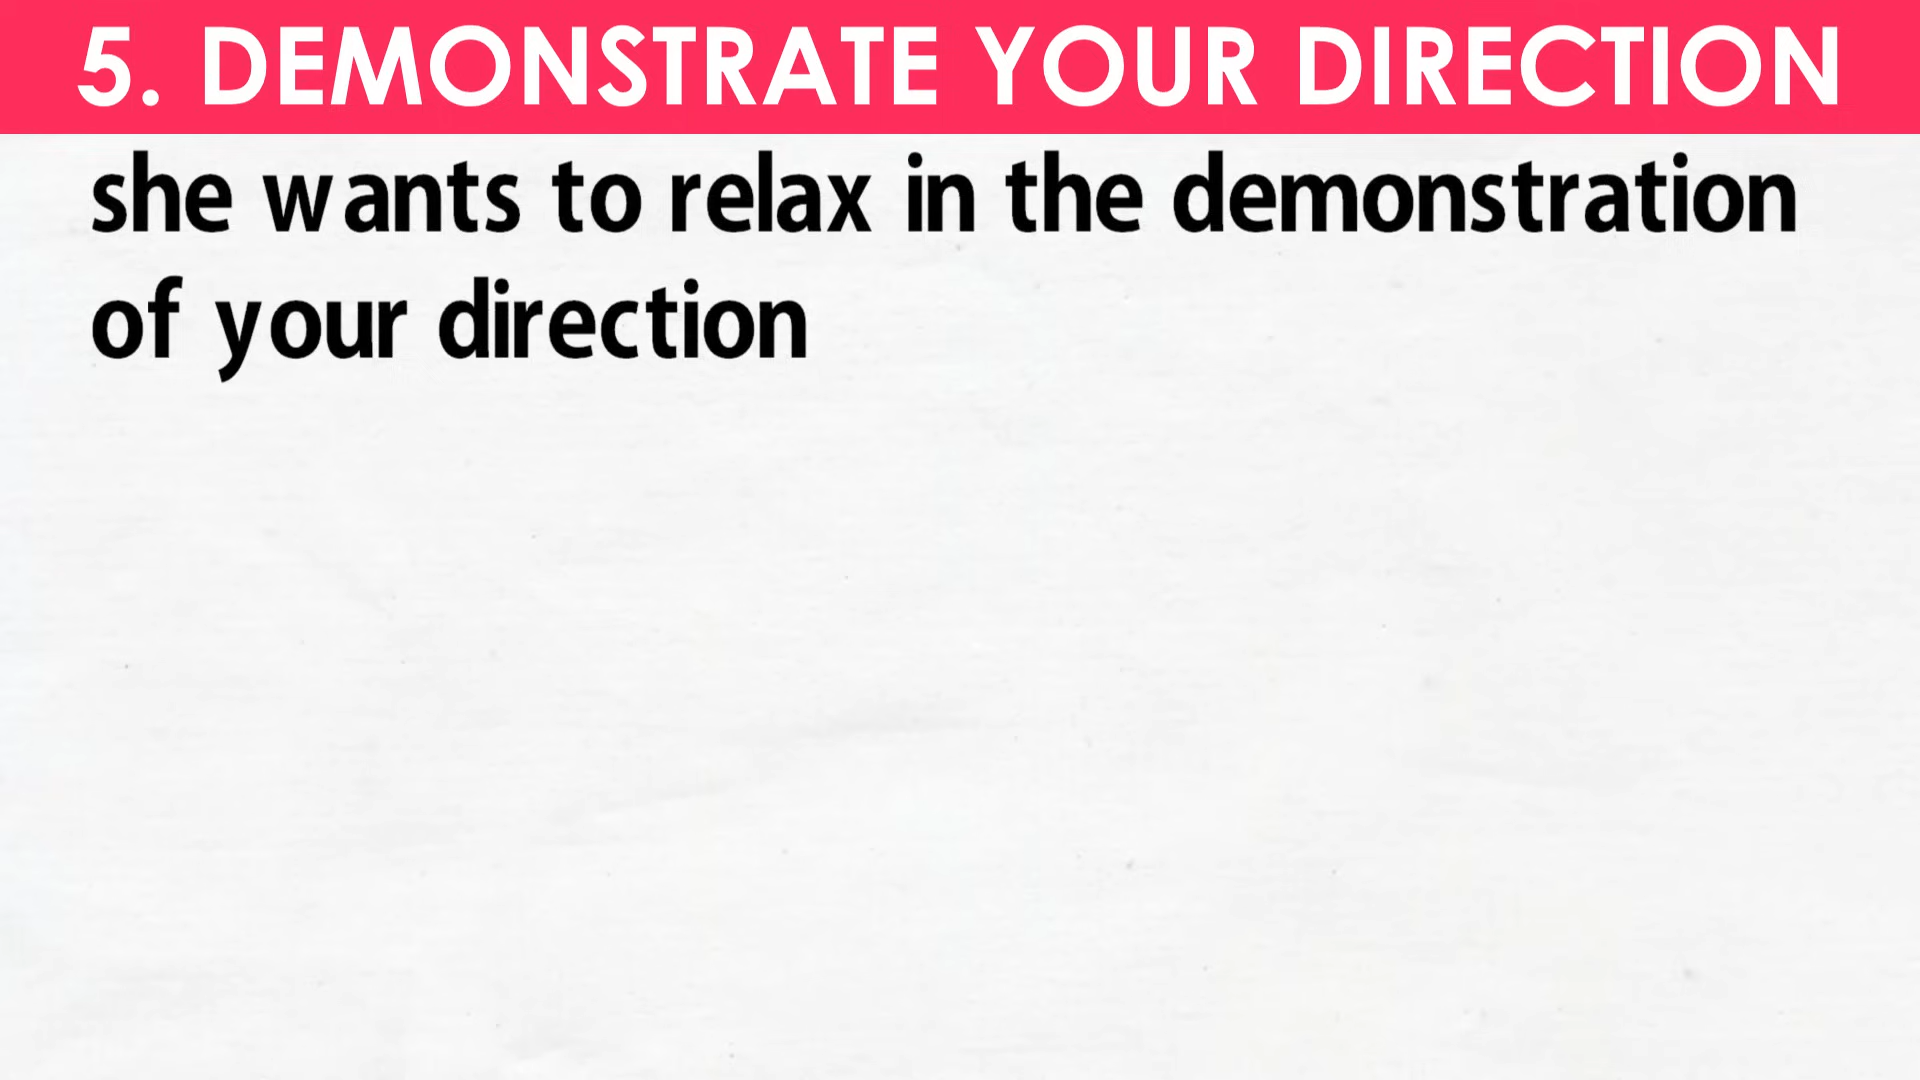 5. DEMONSTRATE YOUR DIRECTION
she wants to relax in the demonstration
of your direction